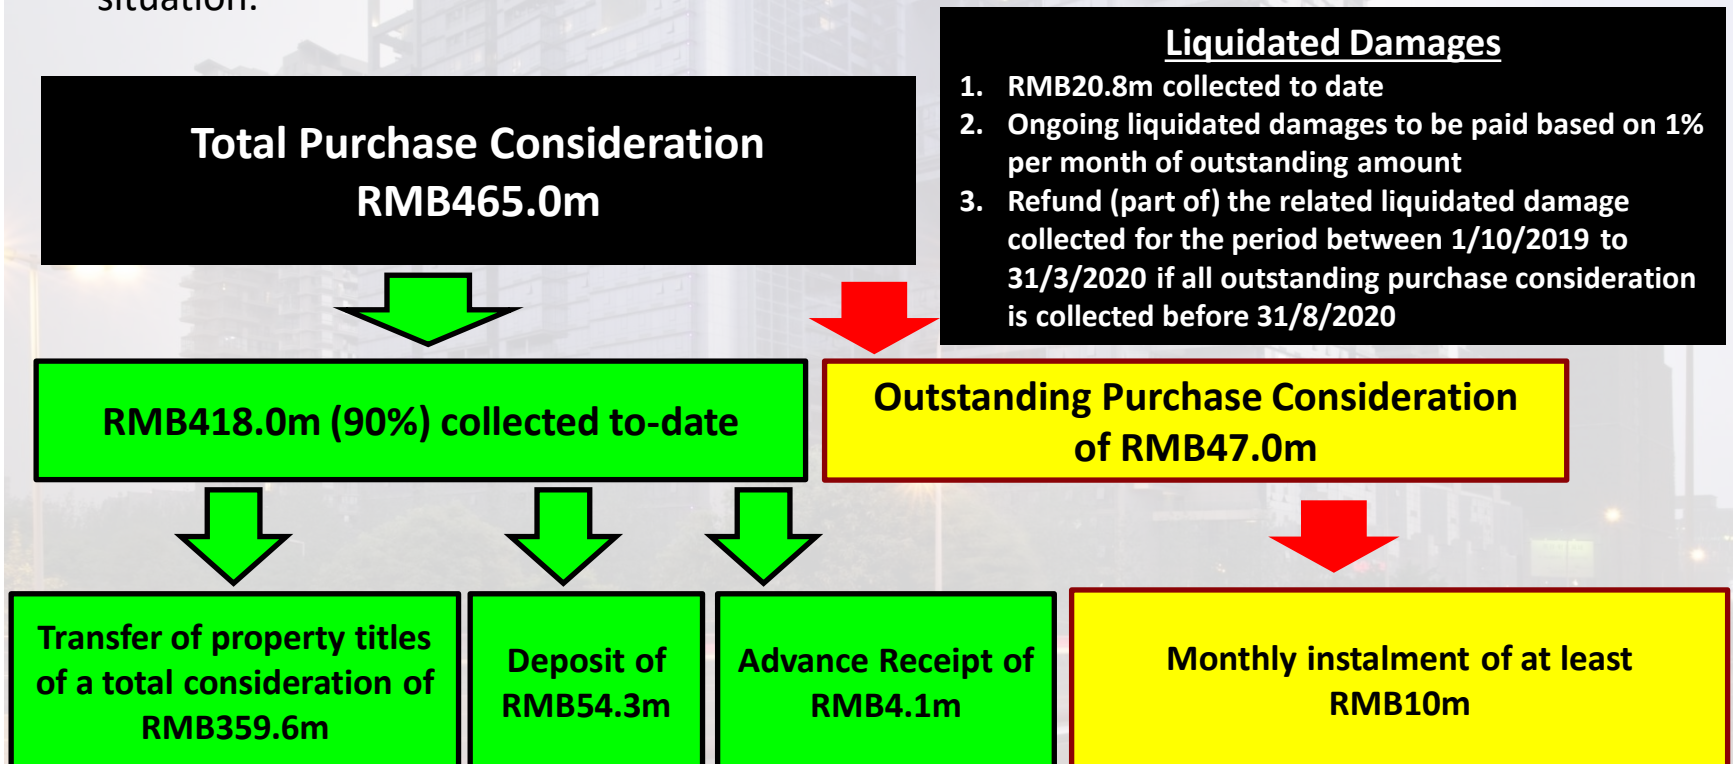 situation.
Liquidated Damages
1. RMB20.8m collected to date
2. Ongoing liquidated damages to be paid based on 1%
per month of outstanding amount
3. Refund (part of) the related liquidated damage
collected for the period between 1/10/2019 to
31/3/2020 if all outstanding purchase consideration
is collected before 31/8/2020
Total Purchase Consideration
RMB465.0m
RMB418.0m (90%) collected to-date
Outstanding Purchase Consideration
of RMB47.0m
Transfer of property titles
of a total consideration of
RMB359.6m
Deposit of
RMB54.3m
Advance Receipt of
RMB4.1m
Monthly instalment of at least
RMB10m